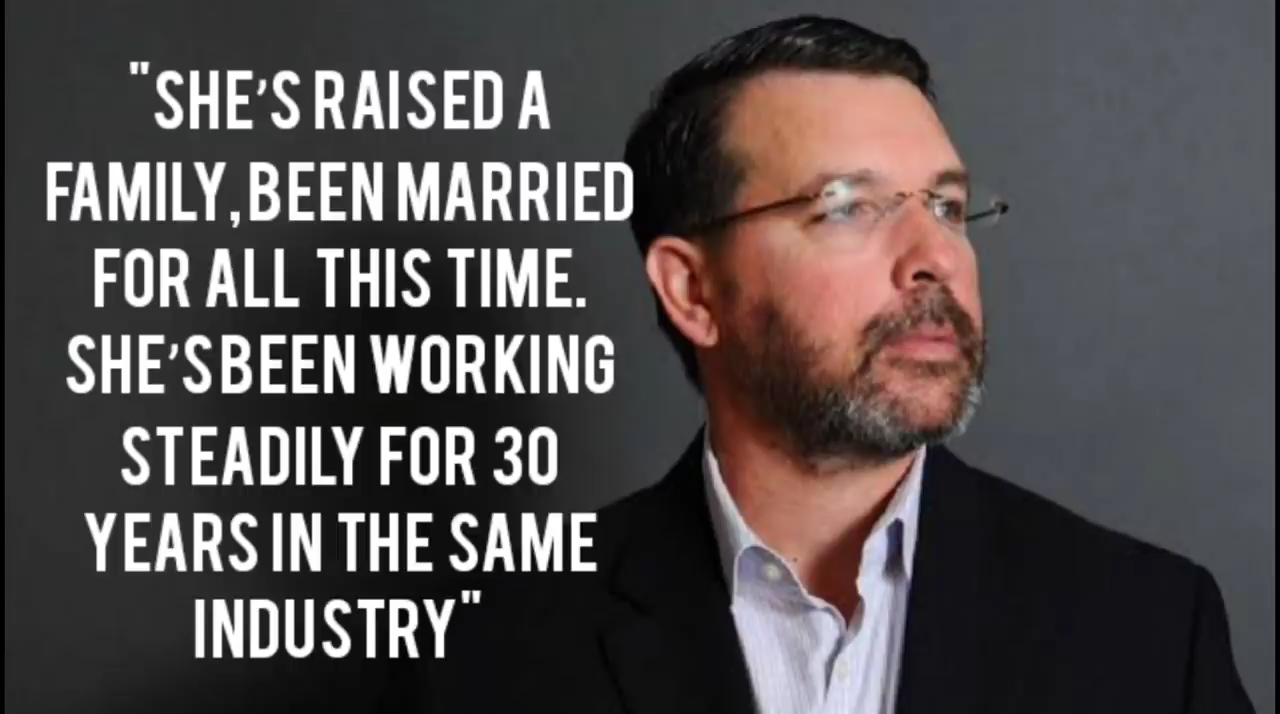 "SHE'S RAISED A
FAMILY, BEEN MARRIED
FOR ALL THIS TIME.
SHE'S BEEN WORKING
STEADILY FOR 30
YEARS IN THE SAME
INDUSTRY"